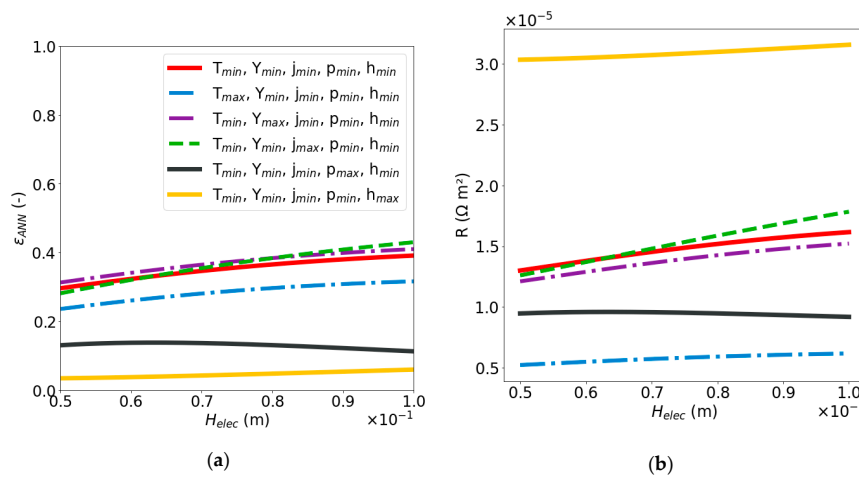 ×10⁻⁵
1.0
0.8
0.6
0.4
0.2
0.0
ε_ANN (-)
T_min, Y_min, j_min, p_min, h_min
T_max, Y_min, j_min, p_min, h_min
T_min, Y_max, j_min, p_min, h_min
T_min, Y_min, j_max, p_min, h_min
T_min, Y_min, j_min, p_max, h_min
T_min, Y_min, j_min, p_min, h_max
0.5 0.6 0.7 0.8 0.9 1.0
H_elec (m)
×10⁻¹
(a)
3.0
2.5
2.0
1.5
1.0
0.5
R (Ω m²)
0.5 0.6 0.7 0.8 0.9 1.0
H_elec (m)
×10⁻
(b)